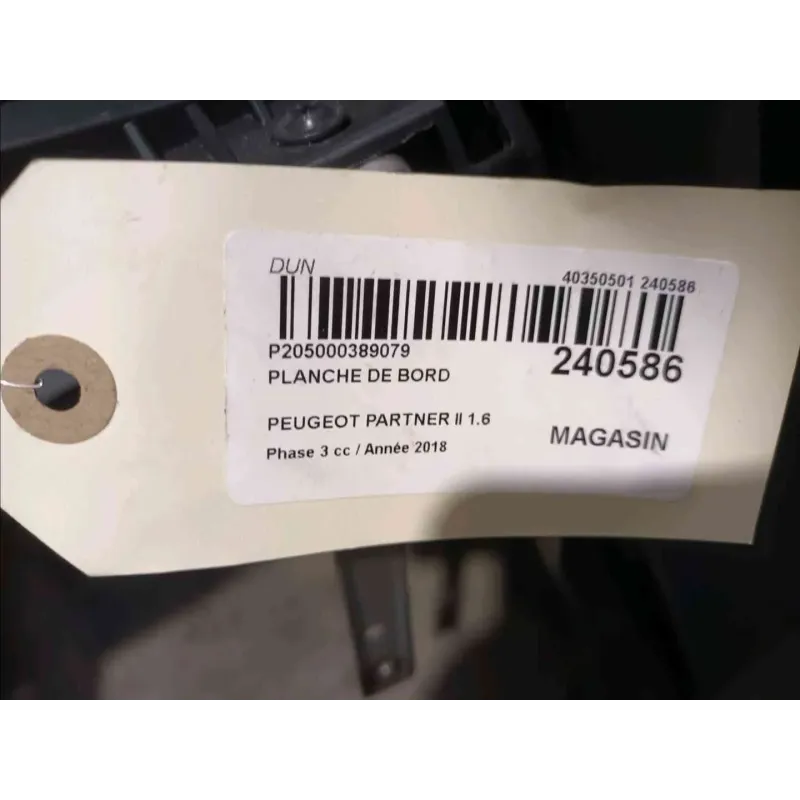 DUN
40350501 240586
P205000389079
240586
PLANCHE DE BORD
PEUGEOT PARTNER II 1.6
MAGASIN
Phase 3 cc / Année 2018